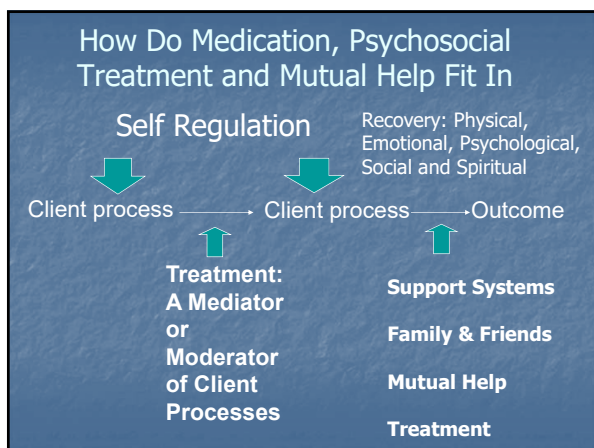 How Do Medication, Psychosocial
Treatment and Mutual Help Fit In
Self Regulation
Recovery: Physical,
Emotional, Psychological,
Social and Spiritual
Client process
Client process
Outcome
Treatment:
A Mediator
or
Moderator
of Client
Processes
Support Systems
Family & Friends
Mutual Help
Treatment